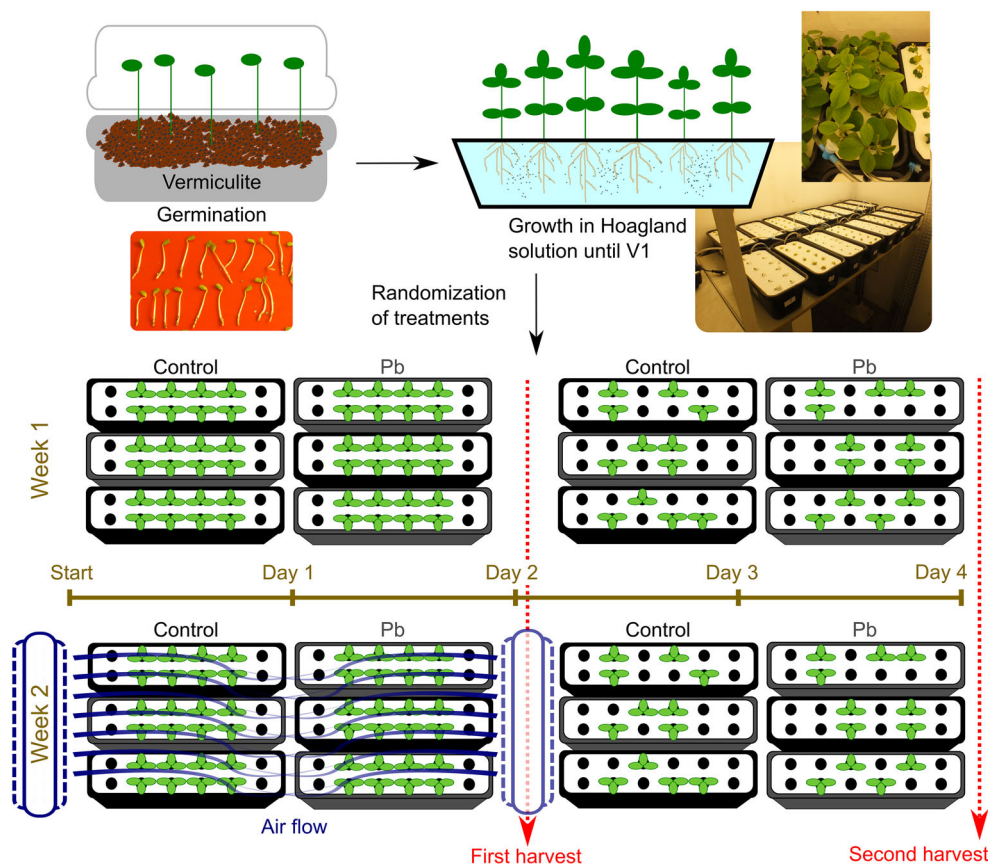 Vermiculite
Germination
Growth in Hoagland
solution until V1
Randomization
of treatments
Control
Pb
Control
Pb
Week 1
Start
Day 1
Day 2
Day 3
Day 4
Control
Pb
Control
Pb
Week 2
Air flow
First harvest
Second harvest